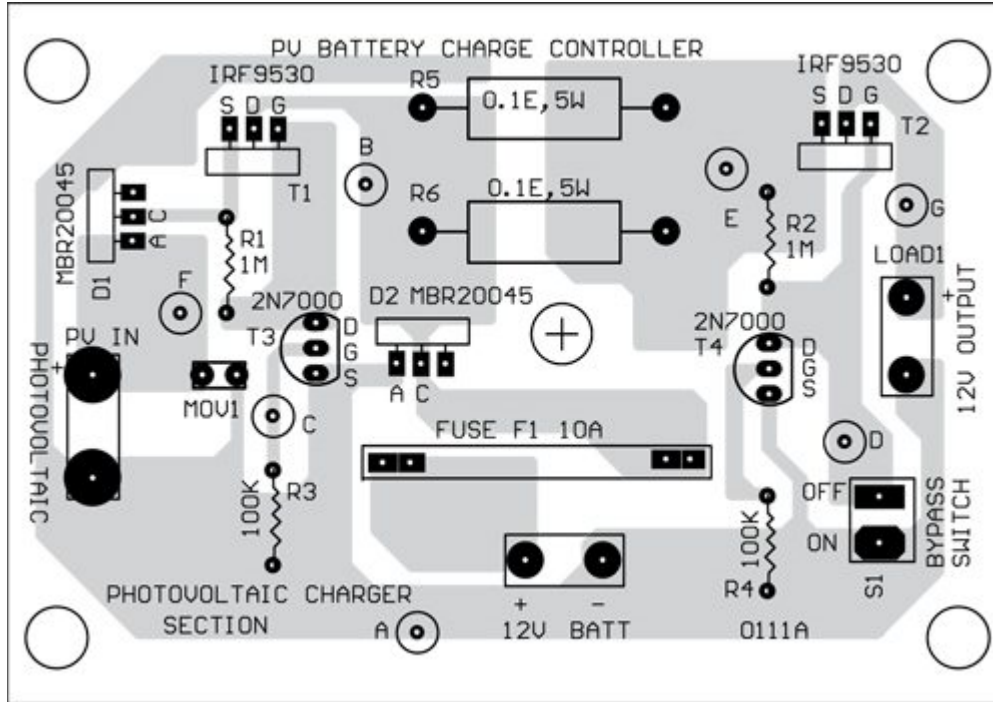 PV BATTERY CHARGE CONTROLLER
IRF9530
S D G
T1
R5
0.1E,5W
IRF9530
S D G
T2
B
R6
0.1E,5W
E
G
MBR20045
C
A
D1
R1
1M
R2
1M
LOAD1
+
12V OUTPUT
F
2N7000
T3
D
G
S
D2 MBR20045
A C
2N7000
T4
D
G
S
PV IN
+
PHOTOVOLTAIC
MOV1
C
FUSE F1 10A
D
R3
100K
OFF
ON
BYPASS
SWITCH
S1
100K
R4
PHOTOVOLTAIC CHARGER
SECTION
A
+ -
12V BATT
0111A